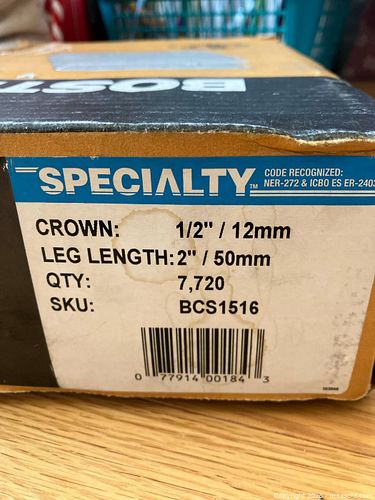 BOST
SPECIALTY™
CODE RECOGNIZED:
NER-272 & ICBO ES ER-2403
CROWN: 1/2" / 12mm
LEG LENGTH: 2" / 50mm
QTY: 7,720
SKU: BCS1516
0 77914 00184 3